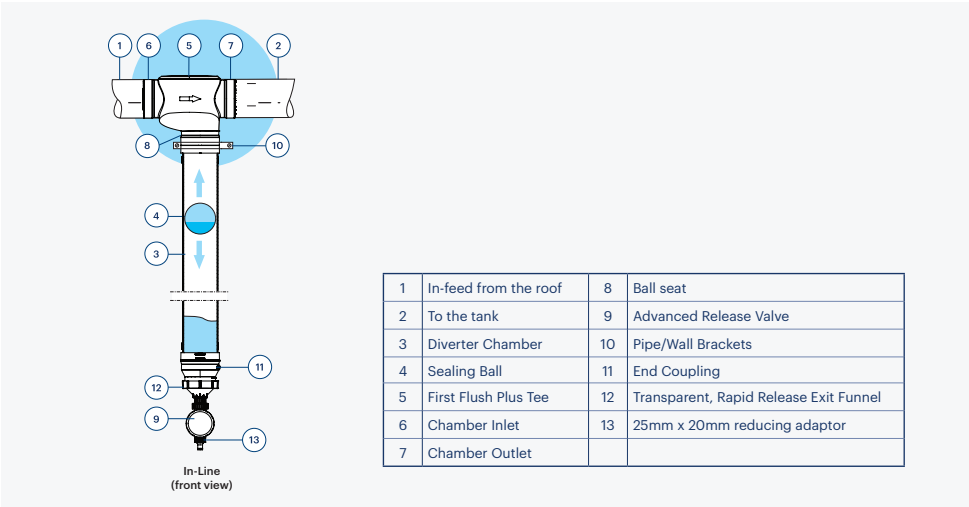 1 6 5 7 2
8 10
4
3
11
12
9
13
In-Line
(front view)
1 In-feed from the roof 8 Ball seat
2 To the tank 9 Advanced Release Valve
3 Diverter Chamber 10 Pipe/Wall Brackets
4 Sealing Ball 11 End Coupling
5 First Flush Plus Tee 12 Transparent, Rapid Release Exit Funnel
6 Chamber Inlet 13 25mm x 20mm reducing adaptor
7 Chamber Outlet